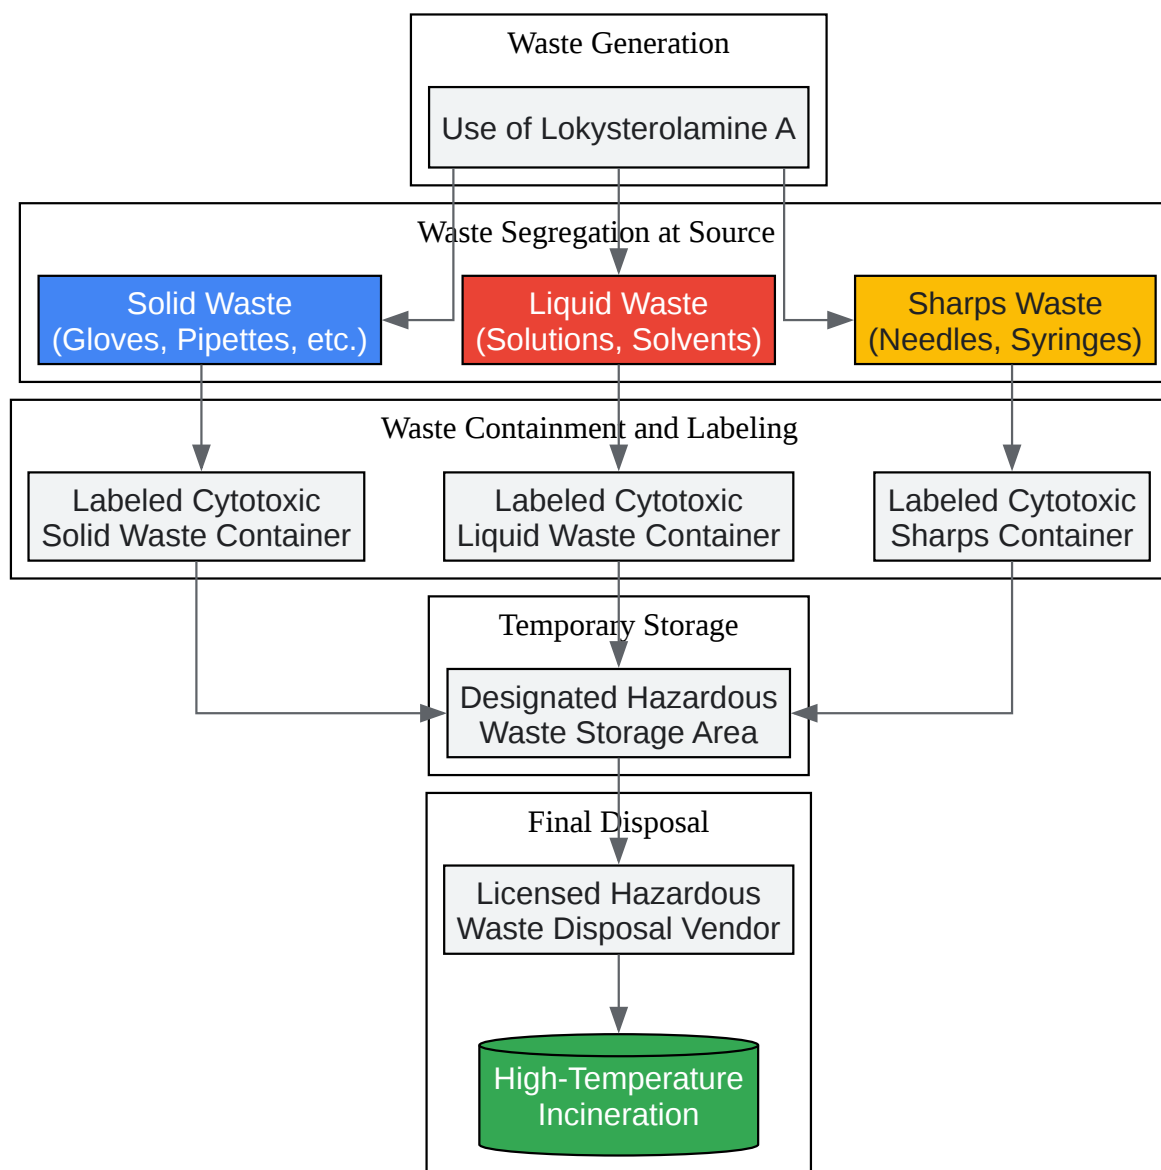 Waste Generation
Use of Lokysterolamine A
Waste Segregation at Source
Solid Waste
(Gloves, Pipettes, etc.)
Liquid Waste
(Solutions, Solvents)
Sharps Waste
(Needles, Syringes)
Waste Containment and Labeling
Labeled Cytotoxic
Solid Waste Container
Labeled Cytotoxic
Liquid Waste Container
Labeled Cytotoxic
Sharps Container
Temporary Storage
Designated Hazardous
Waste Storage Area
Final Disposal
Licensed Hazardous
Waste Disposal Vendor
High-Temperature
Incineration